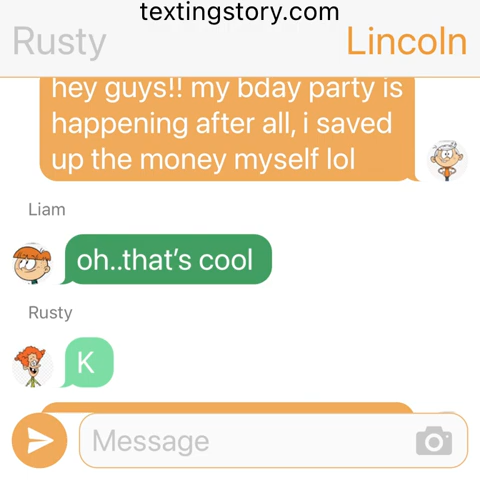 textingstory.com
Rusty
Lincoln
hey guys!! my bday party is
happening after all, i saved
up the money myself lol
Liam
oh..that's cool
Rusty
K
Message